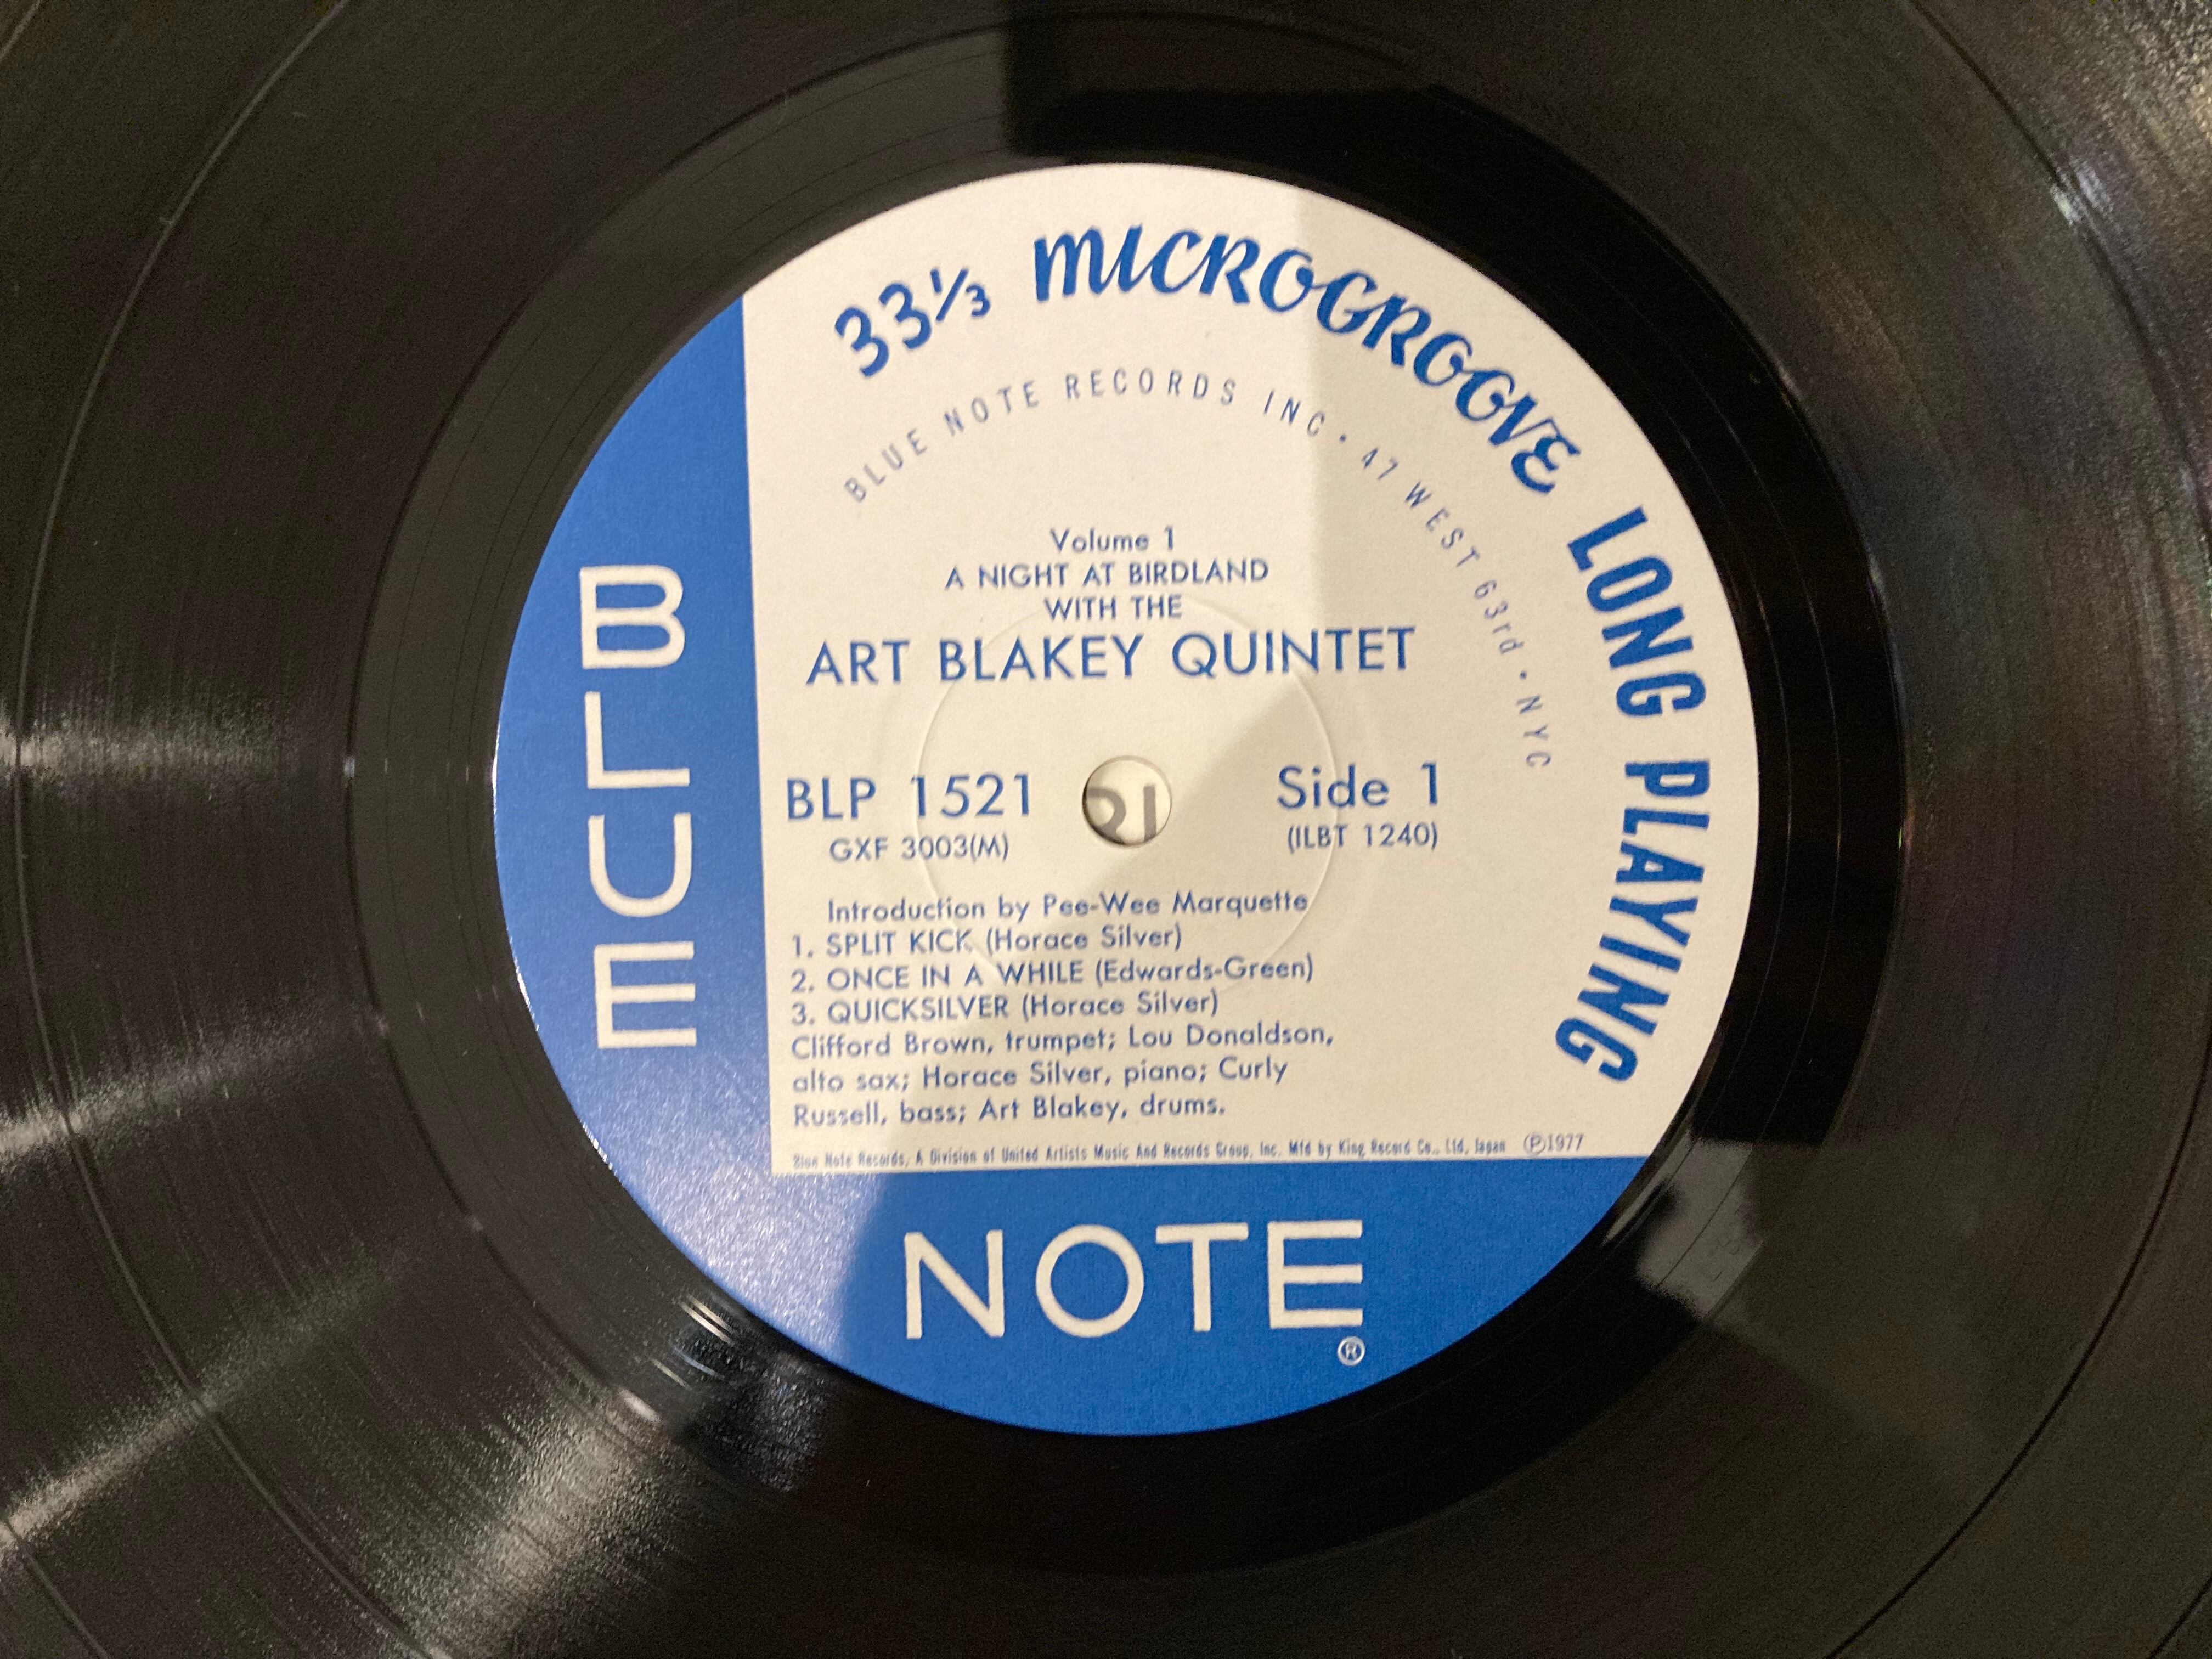 33⅓ MICROGROOVE LONG PLAYING
BLUE NOTE RECORDS INC • 47 WEST 63rd • NYC
Volume 1
A NIGHT AT BIRDLAND
WITH THE
ART BLAKEY QUINTET
BLP 1521
Side 1
GXF 3003(M)
(ILBT 1240)
Introduction by Pee-Wee Marquette
1. SPLIT KICK (Horace Silver)
2. ONCE IN A WHILE (Edwards-Green)
3. QUICKSILVER (Horace Silver)
Clifford Brown, trumpet; Lou Donaldson,
alto sax; Horace Silver, piano; Curly
Russell, bass; Art Blakey, drums.
Blue Note Records, A Division of United Artists Music And Records Group, Inc. Mfd by King Record Co., Ltd, Japan ℗1977
BLUE
NOTE®